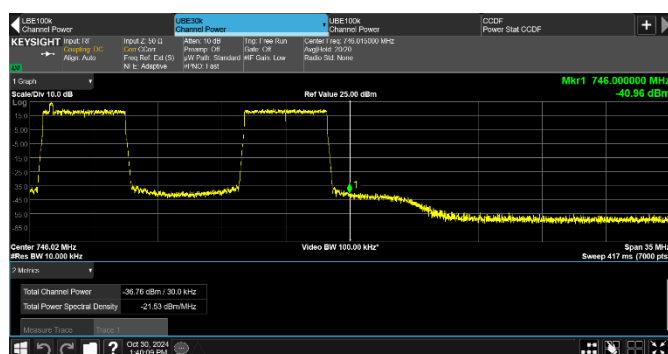 LBE100k
Channel Power
UBE30k
Channel Power
UBE100k
Channel Power
CCDF
Power Stat CCDF
KEYSIGHT
Input: RF
Coupling: DC
Align: Auto
Input Z: 50 Ω
Corr CCorr
Freq Ref: Ext (S)
NFE: Adaptive
Atten: 10 dB
Preamp: Off
µW Path: Standard
#PNO: Fast
Trig: Free Run
Gate: Off
#IF Gain: Low
Center Freq: 746.015000 MHz
Avg|Hold: 20/20
Radio Std: None
1 Graph
Scale/Div 10.0 dB
Ref Value 25.00 dBm
Mkr1 746.000000 MHz
-40.96 dBm
Log
15.0
5.00
-5.00
-15.0
-25.0
-35.0
-45.0
-55.0
-65.0
1
Center 746.02 MHz
#Res BW 10.000 kHz
Video BW 100.00 kHz*
Span 35 MHz
Sweep 417 ms (7000 pts)
2 Metrics
Total Channel Power -36.76 dBm / 30.0 kHz
Total Power Spectral Density -21.53 dBm/MHz
Measure Trace Trace 1
Oct 30, 2024
1:40:09 PM